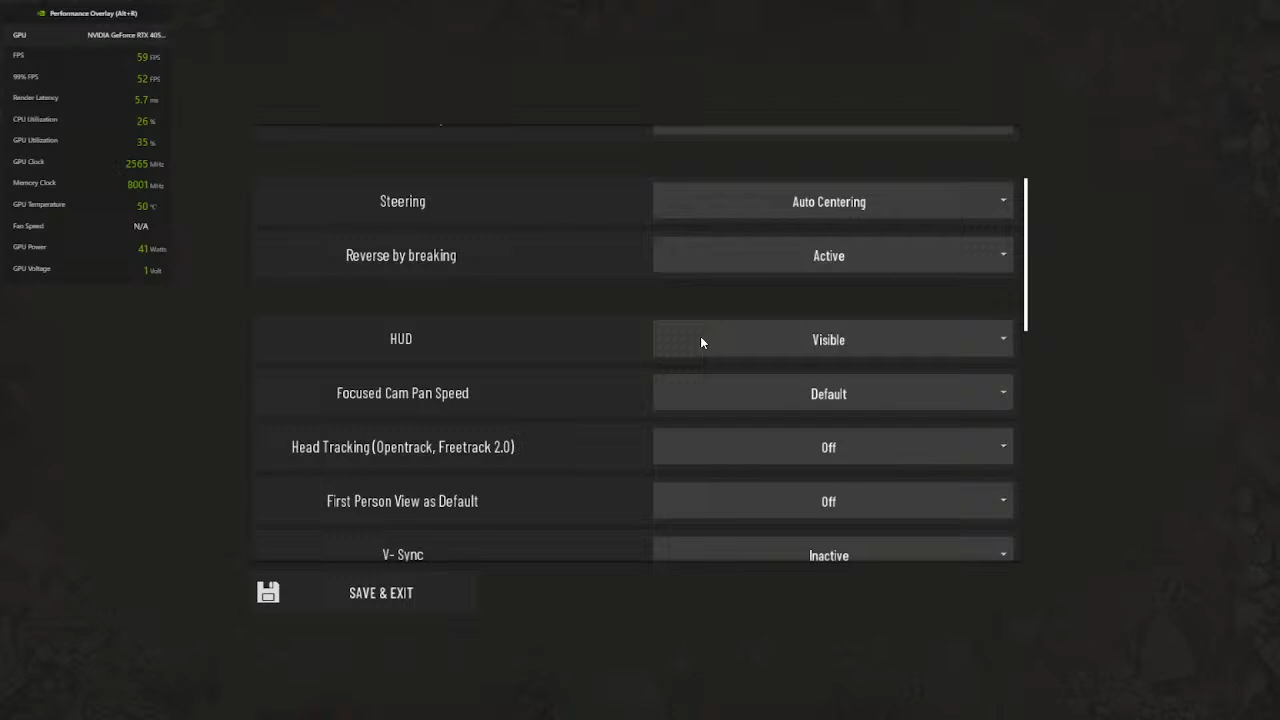 Performance Overlay (Alt+R)
GPU NVIDIA GeForce RTX 405...
FPS 59 FPS
99% FPS 52 FPS
Render Latency 5.7 ms
CPU Utilization 26 %
GPU Utilization 35 %
GPU Clock 2565 MHz
Memory Clock 8001 MHz
GPU Temperature 50 °C
Fan Speed N/A
GPU Power 41 Watts
GPU Voltage 1 Volt
Steering Auto Centering
Reverse by breaking Active
HUD Visible
Focused Cam Pan Speed Default
Head Tracking (Opentrack, Freetrack 2.0) Off
First Person View as Default Off
V- Sync Inactive
SAVE & EXIT